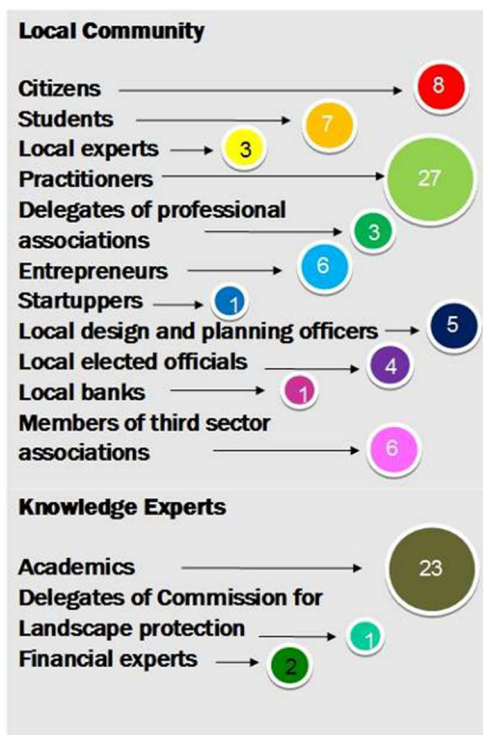 Local Community
Citizens 8
Students 7
Local experts 3
Practitioners 27
Delegates of professional
associations 3
Entrepreneurs 6
Startuppers 1
Local design and planning officers 5
Local elected officials 4
Local banks 1
Members of third sector
associations 6
Knowledge Experts
Academics 23
Delegates of Commission for
Landscape protection 1
Financial experts 2